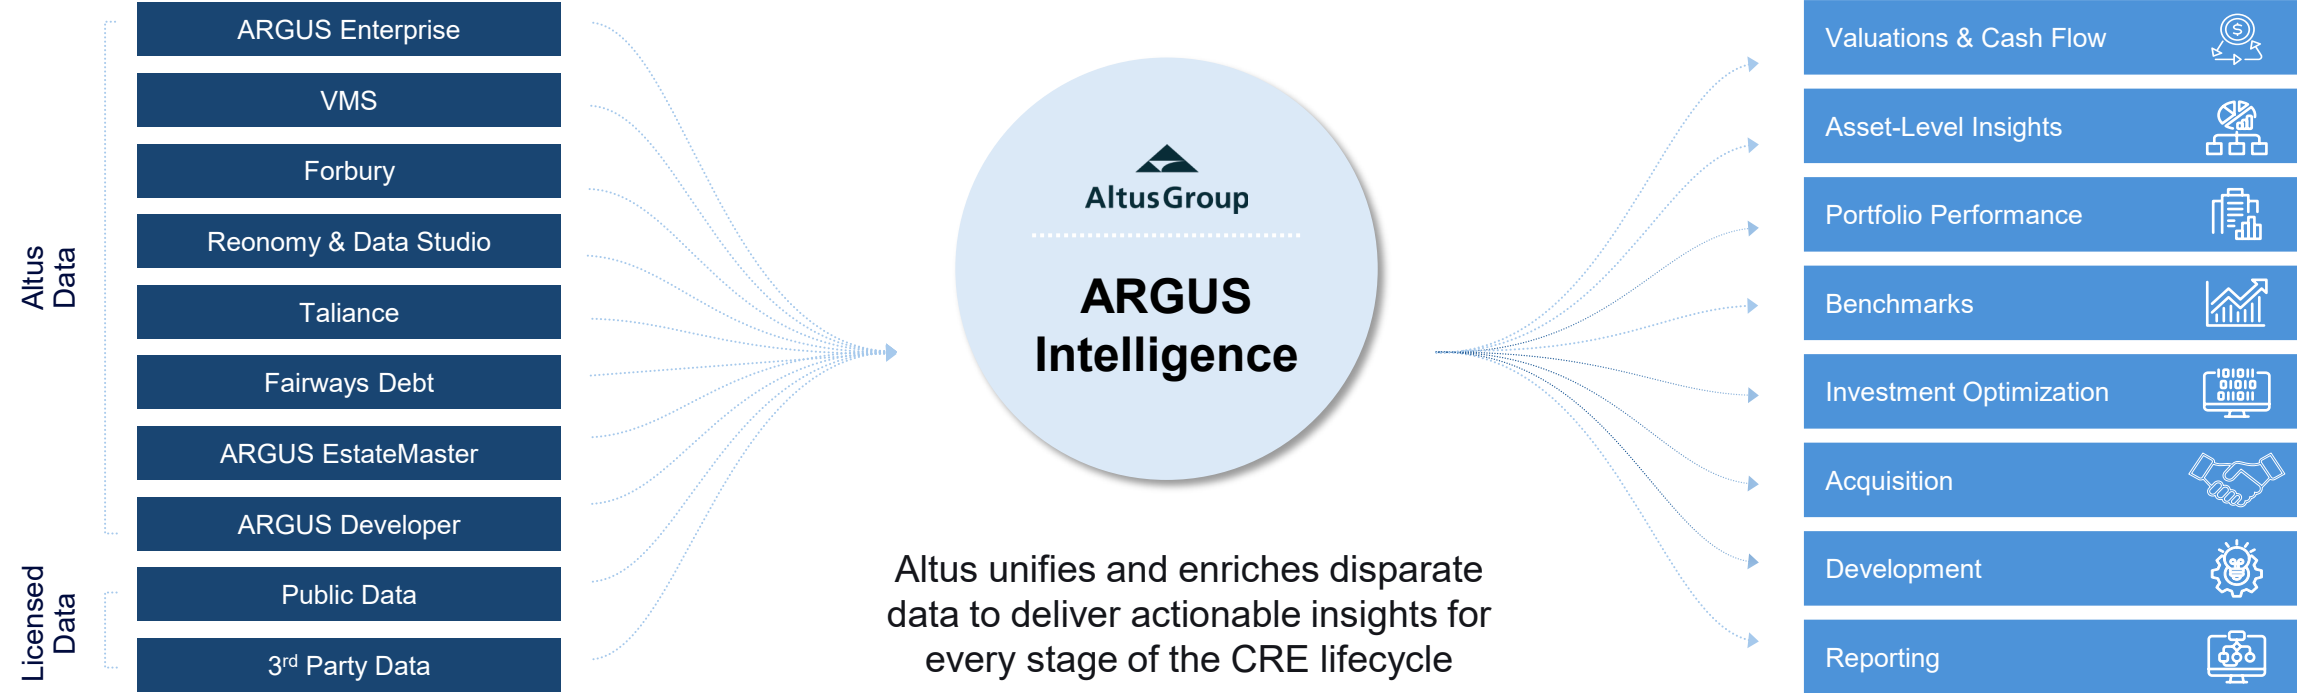 Altus
Data
ARGUS Enterprise
VMS
Forbury
Reonomy & Data Studio
Taliance
Fairways Debt
ARGUS EstateMaster
ARGUS Developer
Licensed
Data
Public Data
3rd Party Data
AltusGroup
ARGUS
Intelligence
Altus unifies and enriches disparate
data to deliver actionable insights for
every stage of the CRE lifecycle
Valuations & Cash Flow
$
Asset-Level Insights
Portfolio Performance
Benchmarks
Investment Optimization
101011
01010
011011
Acquisition
Development
Reporting